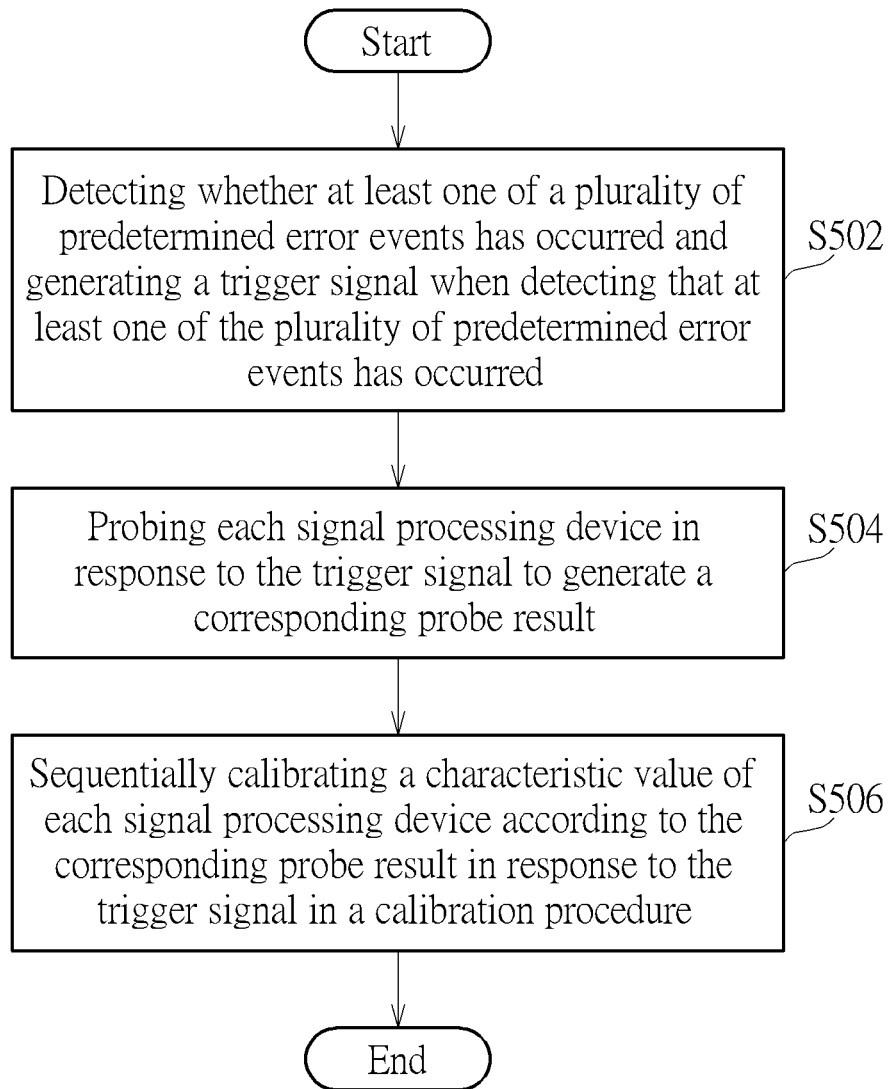 Start
Detecting whether at least one of a plurality of
predetermined error events has occurred and
generating a trigger signal when detecting that at
least one of the plurality of predetermined error
events has occurred
S502
Probing each signal processing device in
response to the trigger signal to generate a
corresponding probe result
S504
Sequentially calibrating a characteristic value of
each signal processing device according to the
corresponding probe result in response to the
trigger signal in a calibration procedure
S506
End